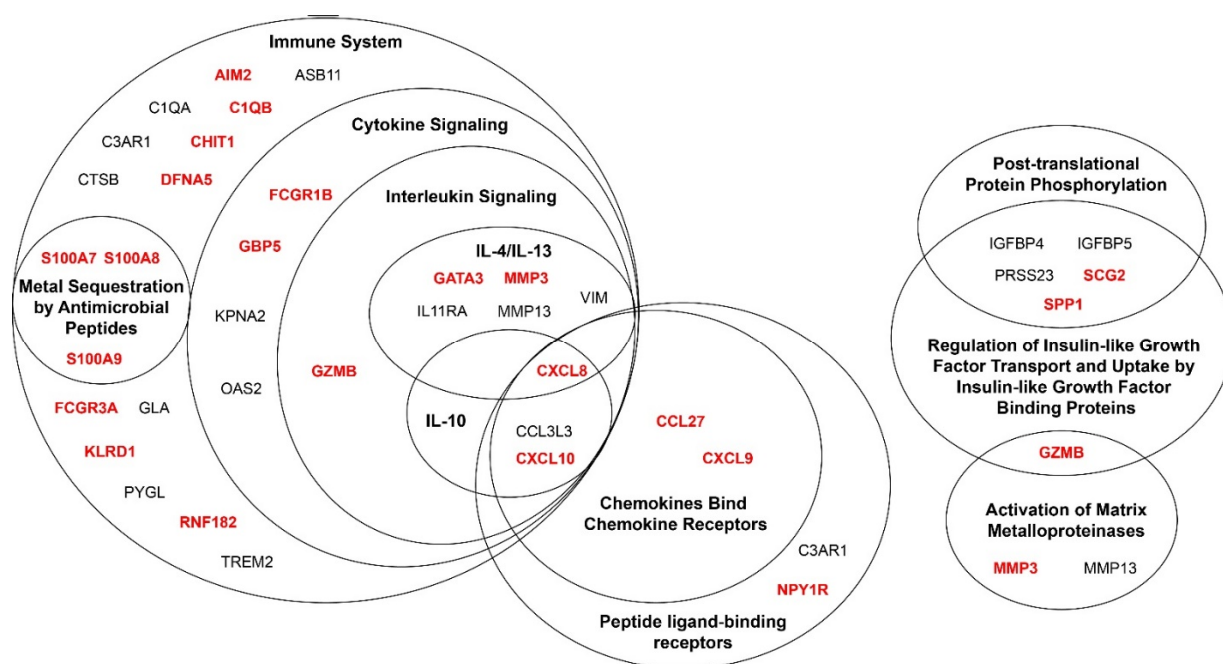 Immune System
AIM2 ASB11
C1QA C1QB
C3AR1 CHIT1
CTSB DFNA5
S100A7 S100A8
Metal Sequestration
by Antimicrobial
Peptides
S100A9
FCGR3A GLA
KLRD1
PYGL
RNF182
TREM2
Cytokine Signaling
FCGR1B
GBP5
KPNA2
OAS2
Interleukin Signaling
GZMB
IL-4/IL-13
GATA3 MMP3
IL11RA MMP13
VIM
CXCL8
IL-10
CCL3L3
CXCL10
CCL27
CXCL9
Chemokines Bind
Chemokine Receptors
C3AR1
NPY1R
Peptide ligand-binding
receptors
Post-translational
Protein Phosphorylation
IGFBP4 IGFBP5
PRSS23 SCG2
SPP1
Regulation of Insulin-like Growth
Factor Transport and Uptake by
Insulin-like Growth Factor
Binding Proteins
GZMB
Activation of Matrix
Metalloproteinases
MMP3 MMP13